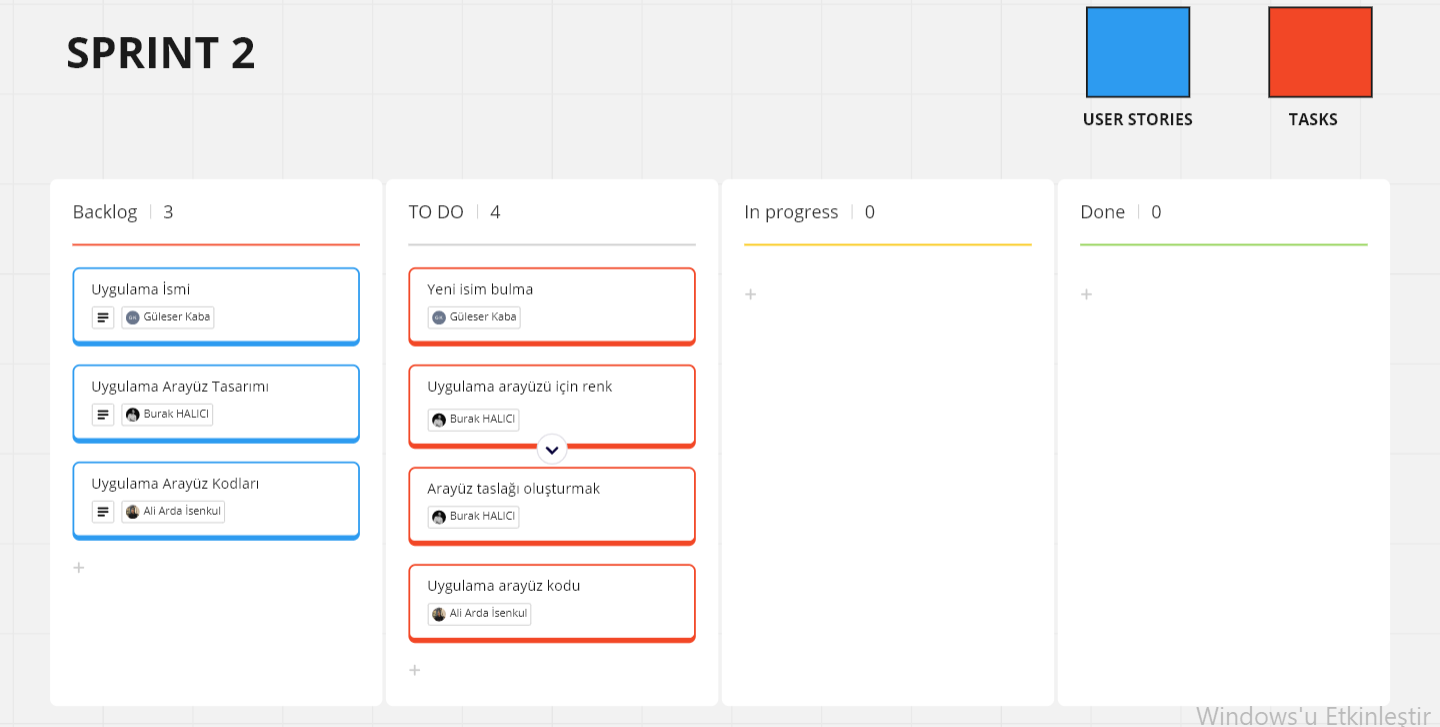 SPRINT 2
USER STORIES
TASKS
Backlog | 3
Uygulama İsmi
Güleser Kaba
Uygulama Arayüz Tasarımı
Burak HALICI
Uygulama Arayüz Kodları
Ali Arda İsenkul
TO DO | 4
Yeni isim bulma
GK Güleser Kaba
Uygulama arayüzü için renk
Burak HALICI
Arayüz taslağı oluşturmak
Burak HALICI
Uygulama arayüz kodu
Ali Arda İsenkul
In progress | 0
Done | 0
Windows'u Etkinleştir